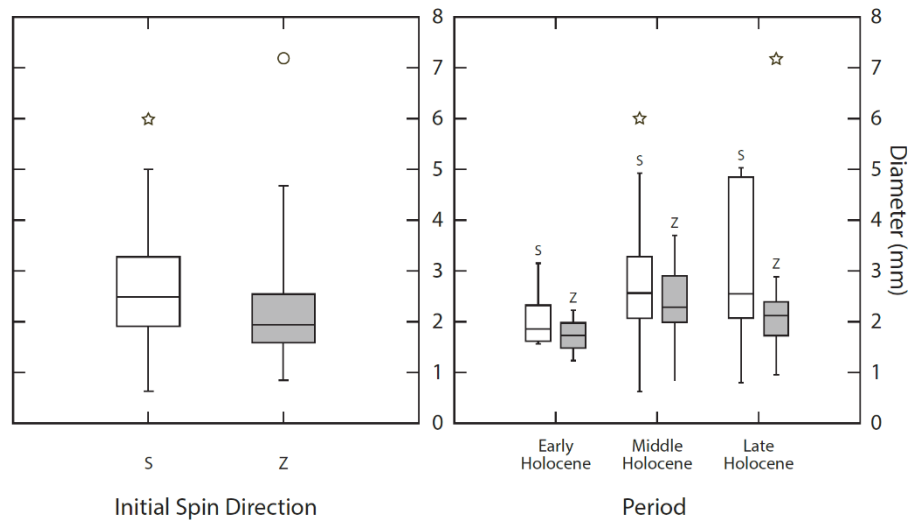 8
7
6
5
4
3
2
1
0
S
Z
Initial Spin Direction
S
Z
S
Z
S
Z
8
7
6
5
4
3
2
1
0
Diameter (mm)
Early
Holocene
Middle
Holocene
Late
Holocene
Period